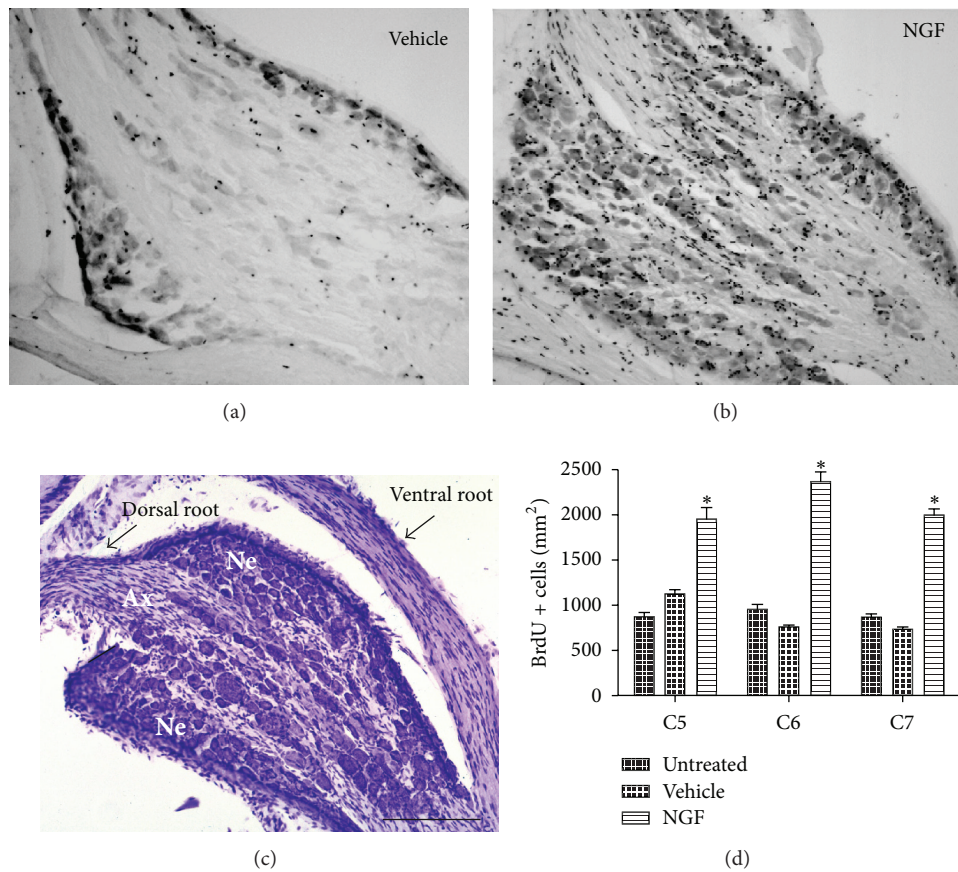 Vehicle
NGF
(a)
(b)
Dorsal root
Ventral root
Ne
Ax
Ne
(c)
BrdU + cells (mm²)
2500
2000
1500
1000
500
0
*
*
*
C5
C6
C7
Untreated
Vehicle
NGF
(d)